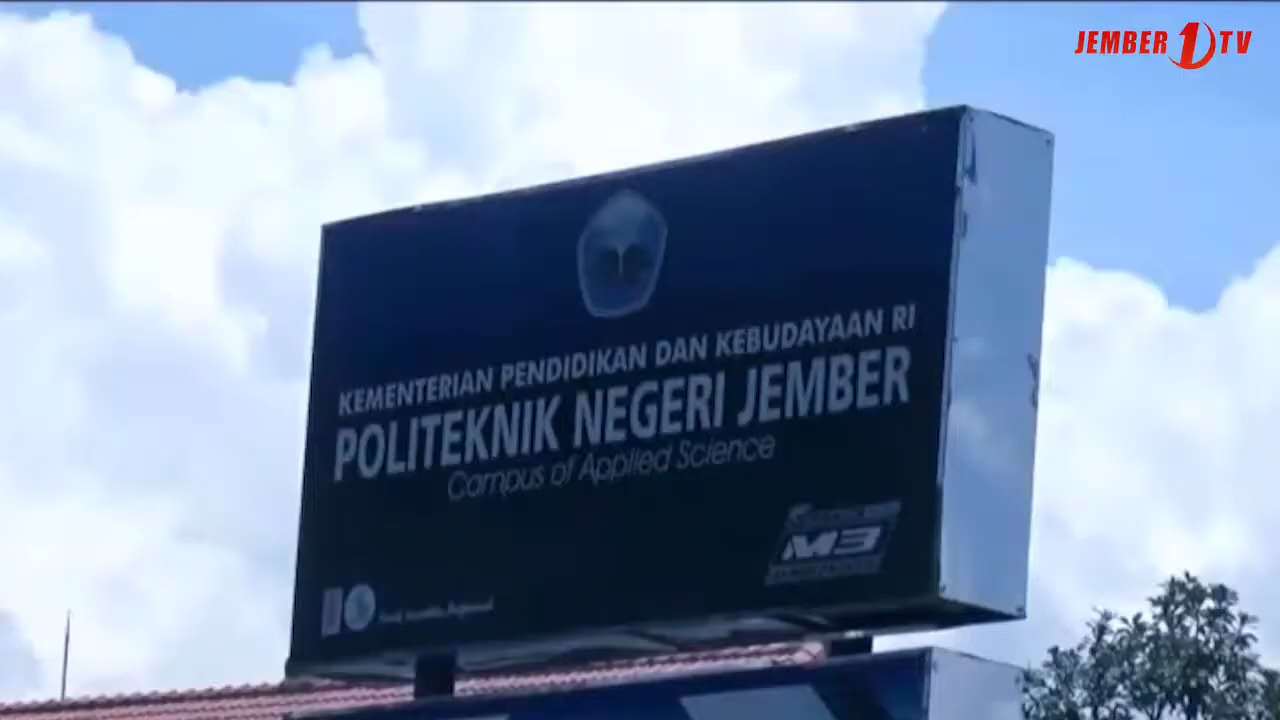 JEMBER 1 TV
KEMENTERIAN PENDIDIKAN DAN KEBUDAYAAN RI
POLITEKNIK NEGERI JEMBER
Campus of Applied Science
M3